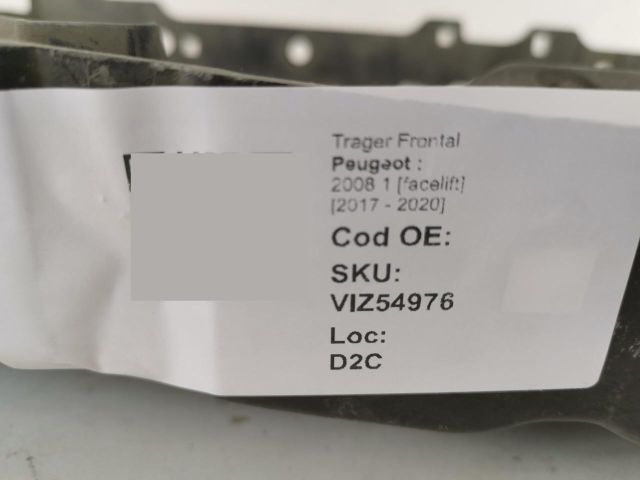 Trager Frontal
Peugeot :
2008 1 [facelift]
[2017 - 2020]
Cod OE:
SKU:
VIZ54976
Loc:
D2C